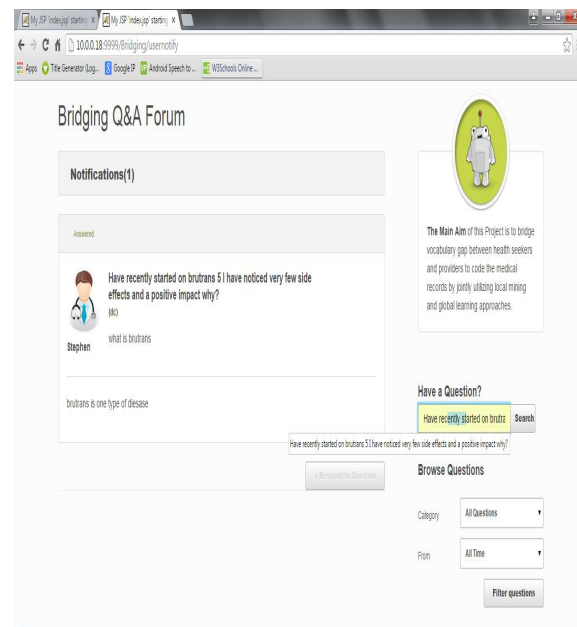 My JSP 'index.jsp' starting × My JSP 'index.jsp' starting ×
10.0.0.18:9999/Bridging/usernotify
Apps Title Generator (Log... Google IP Android Speech to ... W3Schools Online ...
Bridging Q&A Forum
Notifications(1)
Answered
Have recently started on brutrans 5 I have noticed very few side
effects and a positive impact why?
(dc)
what is brutrans
Stephen
brutrans is one type of diesase
+ Respond to Question
The Main Aim of this Project is to bridge
vocabulary gap between health seekers
and providers to code the medical
records by jointly utilizing local mining
and global learning approaches.
Have a Question?
Have recently started on brutra Search
Have recently started on brutrans 5 I have noticed very few side effects and a positive impact why?
Browse Questions
Category All Questions
From All Time
Filter questions